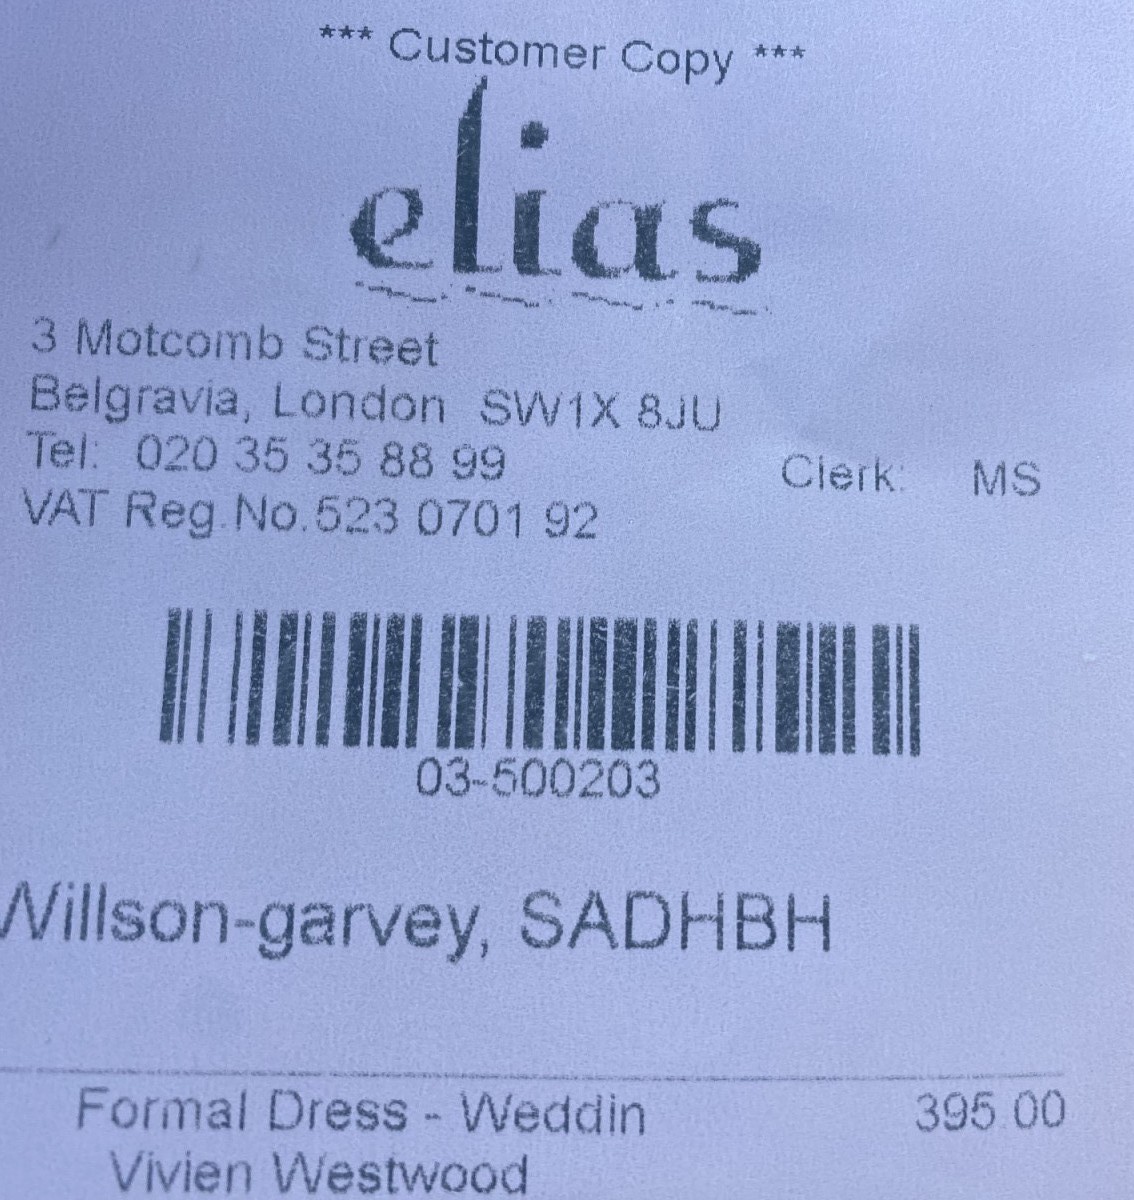 *** Customer Copy ***
elias
3 Motcomb Street
Belgravia, London SW1X 8JU
Tel: 020 35 35 88 99 Clerk: MS
VAT Reg.No.523 0701 92
03-500203
Willson-garvey, SADHBH
Formal Dress - Weddin 395.00
Vivien Westwood